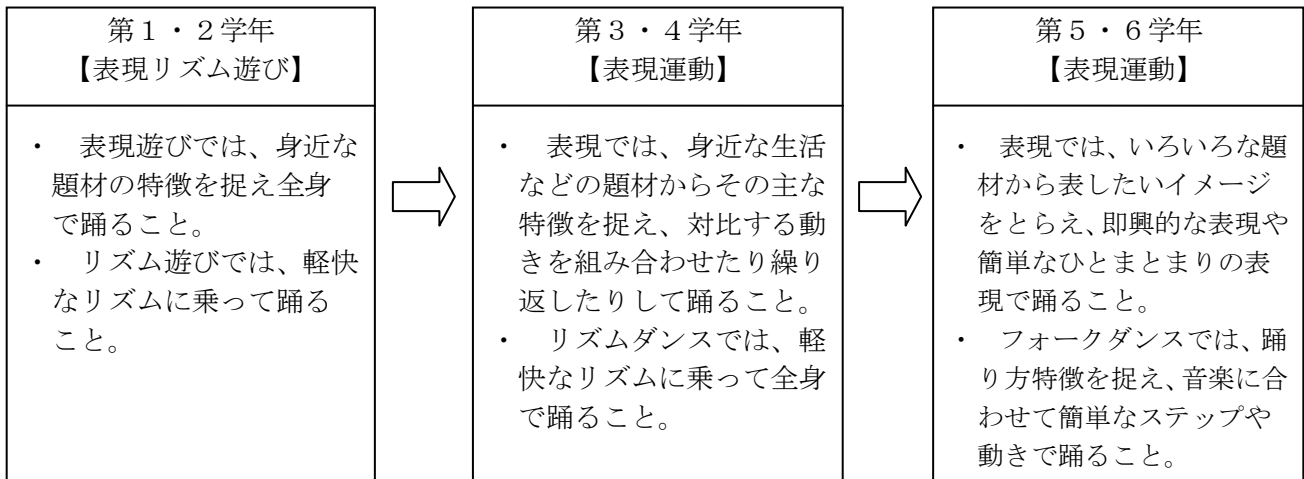 第１・２学年
【表現リズム遊び】
・　表現遊びでは、身近な
題材の特徴を捉え全身
で踊ること。
・　リズム遊びでは、軽快
なリズムに乗って踊る
こと。
第３・４学年
【表現運動】
・　表現では、身近な生活
などの題材からその主な
特徴を捉え、対比する動
きを組み合わせたり繰り
返したりして踊ること。
・　リズムダンスでは、軽
快なリズムに乗って全身
で踊ること。
第５・６学年
【表現運動】
・　表現では、いろいろな題
材から表したいイメージ
をとらえ、即興的な表現や
簡単なひとまとまりの表
現で踊ること。
・　フォークダンスでは、踊
り方特徴を捉え、音楽に合
わせて簡単なステップや
動きで踊ること。